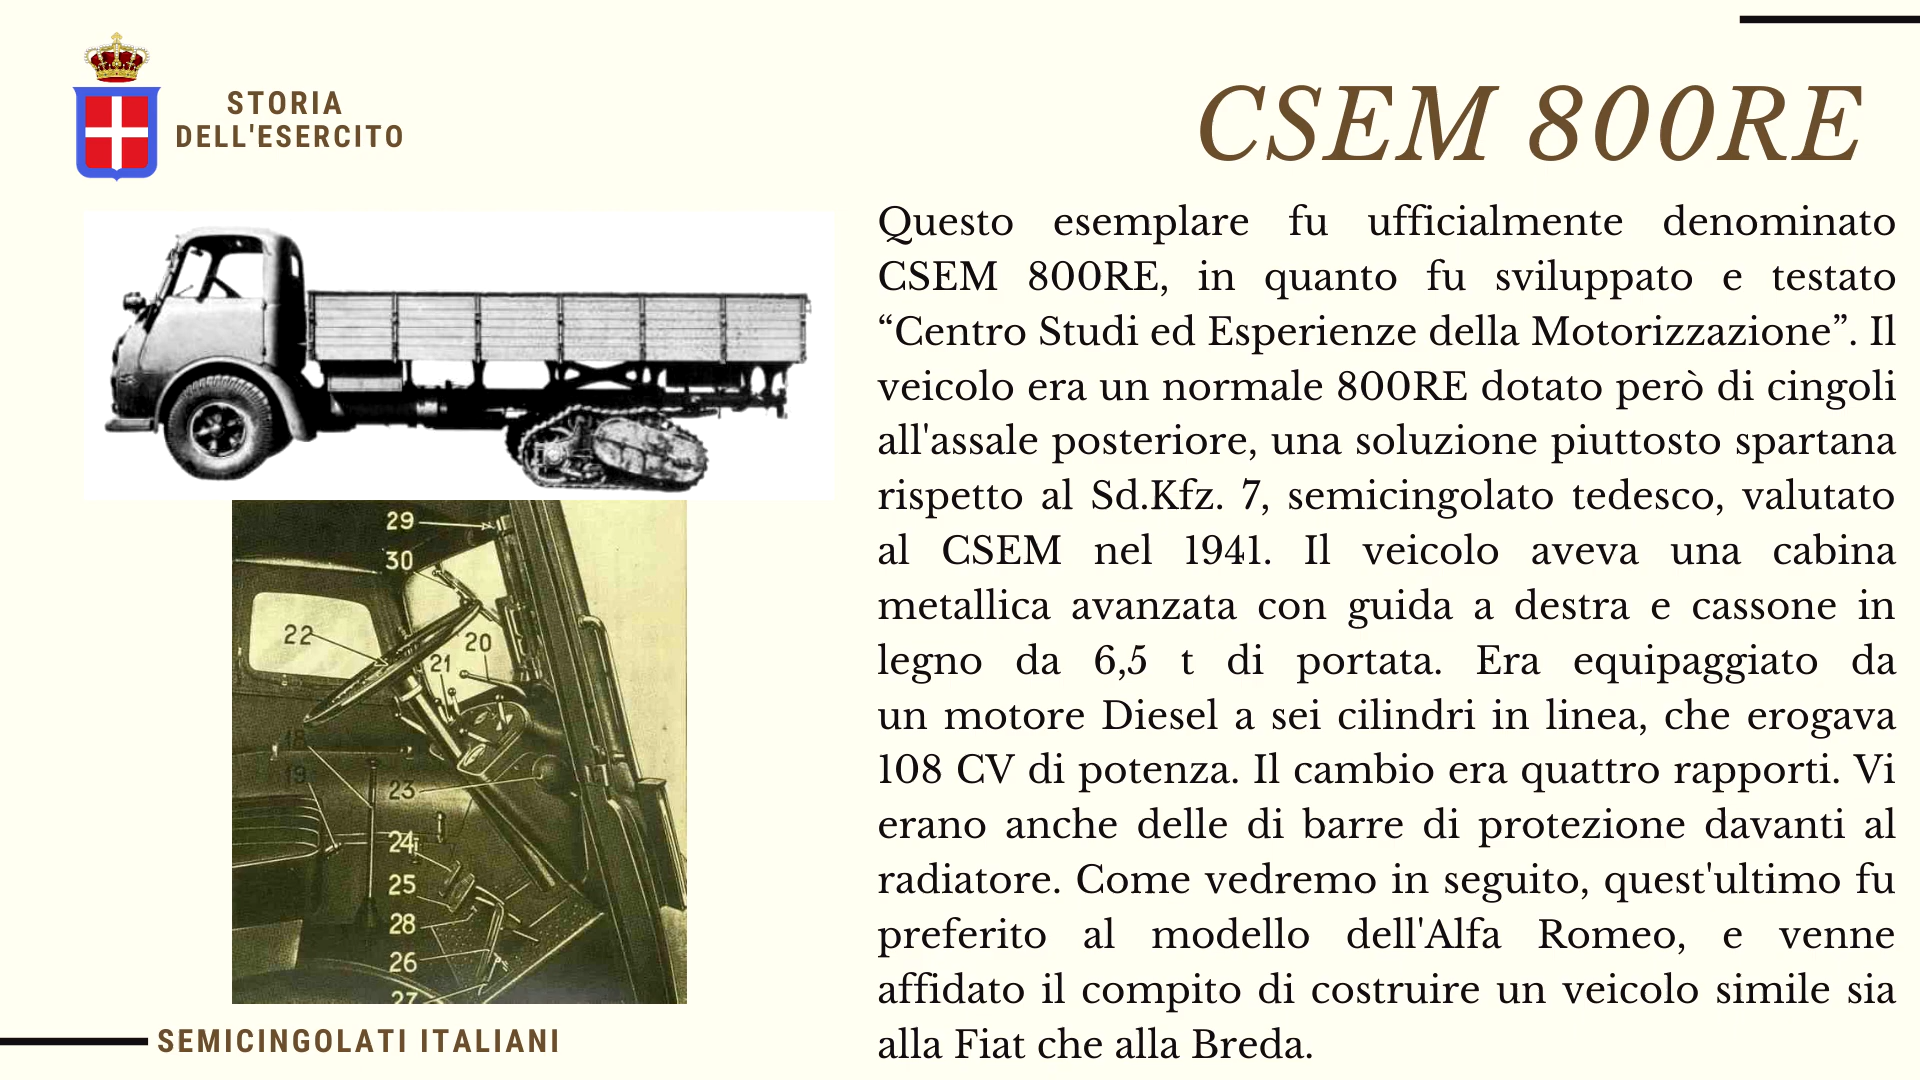 STORIA
DELL'ESERCITO
CSEM 800RE
Questo esemplare fu ufficialmente denominato
CSEM 800RE, in quanto fu sviluppato e testato
“Centro Studi ed Esperienze della Motorizzazione”. Il
veicolo era un normale 800RE dotato però di cingoli
all'assale posteriore, una soluzione piuttosto spartana
rispetto al Sd.Kfz. 7, semicingolato tedesco, valutato
al CSEM nel 1941. Il veicolo aveva una cabina
metallica avanzata con guida a destra e cassone in
legno da 6,5 t di portata. Era equipaggiato da
un motore Diesel a sei cilindri in linea, che erogava
108 CV di potenza. Il cambio era quattro rapporti. Vi
erano anche delle di barre di protezione davanti al
radiatore. Come vedremo in seguito, quest'ultimo fu
preferito al modello dell'Alfa Romeo, e venne
affidato il compito di costruire un veicolo simile sia
alla Fiat che alla Breda.
29
30
22
20
21
18
19
23
24
25
28
26
27
SEMICINGOLATI ITALIANI